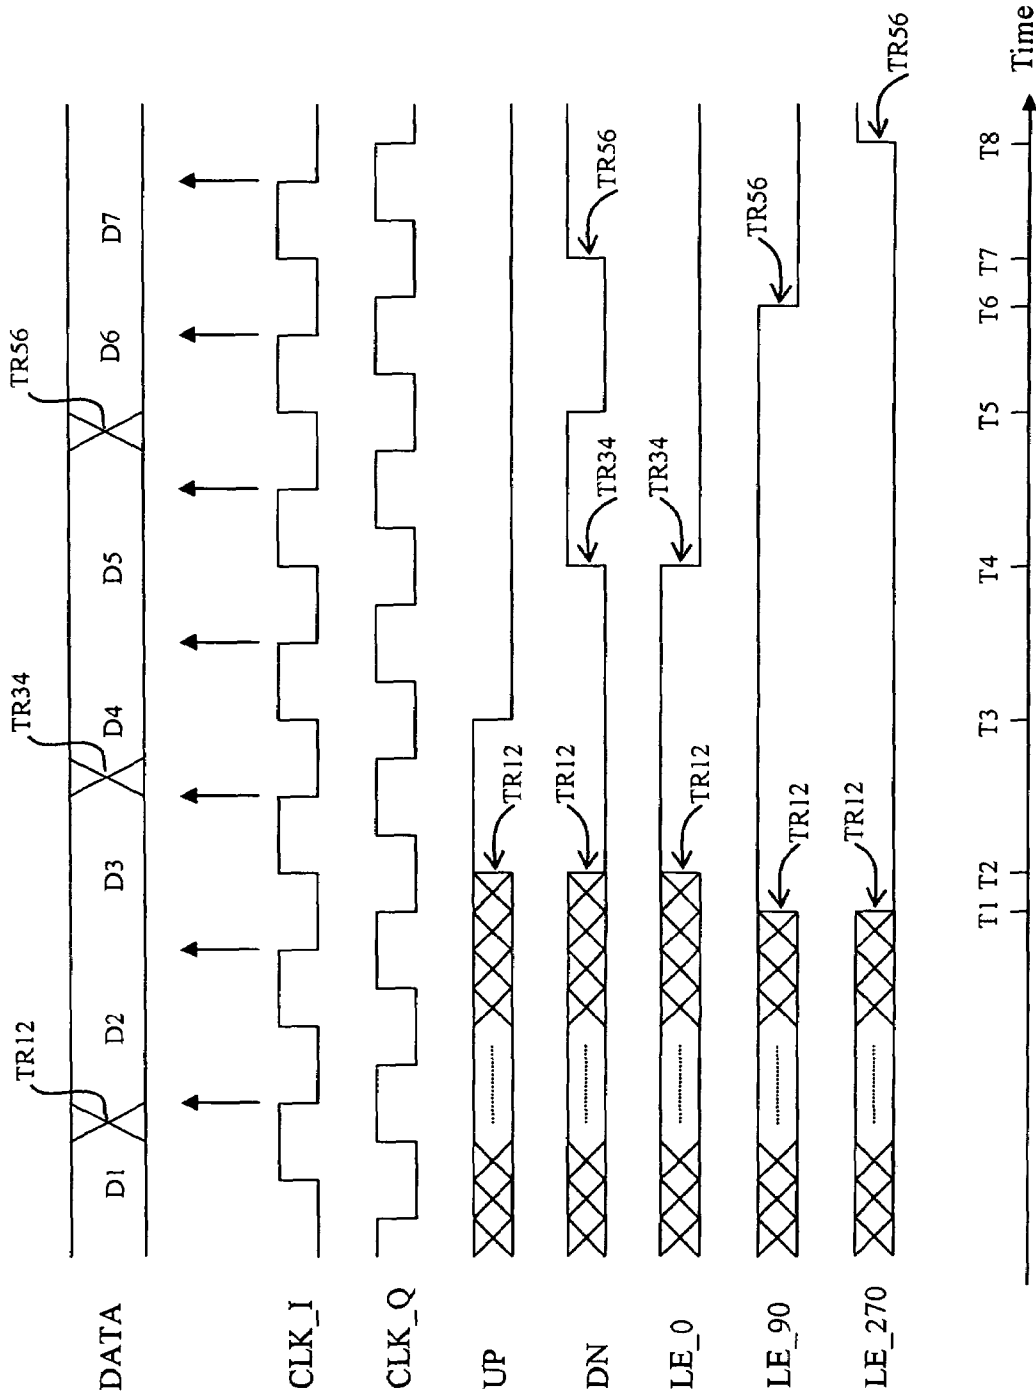 TR12
TR34
TR56
DATA
D1
D2
D3
D4
D5
D6
D7
CLK_I
CLK_Q
UP
TR12
DN
TR12
TR34
TR56
LE_0
TR12
TR34
LE_90
TR12
TR56
LE_270
TR12
TR56
T1
T2
T3
T4
T5
T6
T7
T8
Time